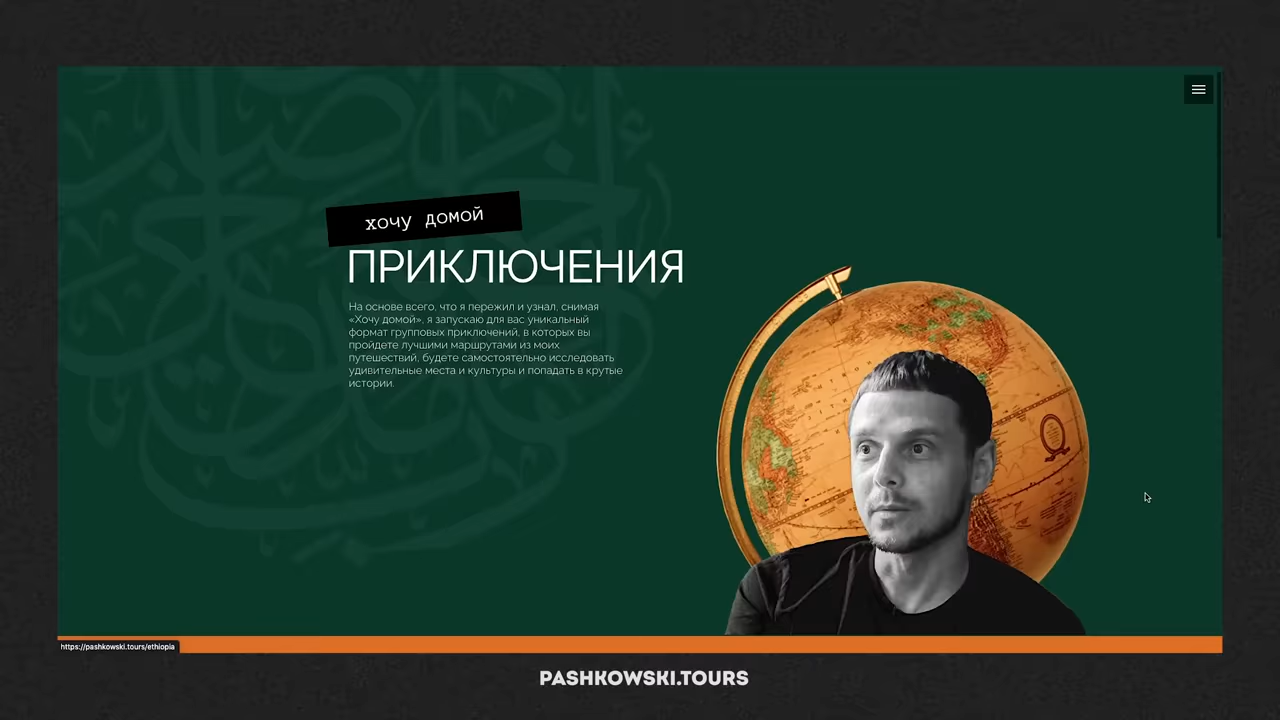 хочу домой
ПРИКЛЮЧЕНИЯ
На основе всего, что я пережил и узнал, снимая
«Хочу домой», я запускаю для вас уникальный
формат групповых приключений, в которых вы
пройдете лучшими маршрутами из моих
путешествий, будете самостоятельно исследовать
удивительные места и культуры и попадать в крутые
истории.
https://pashkowski.tours/ethiopia
PASHKOWSKI.TOURS